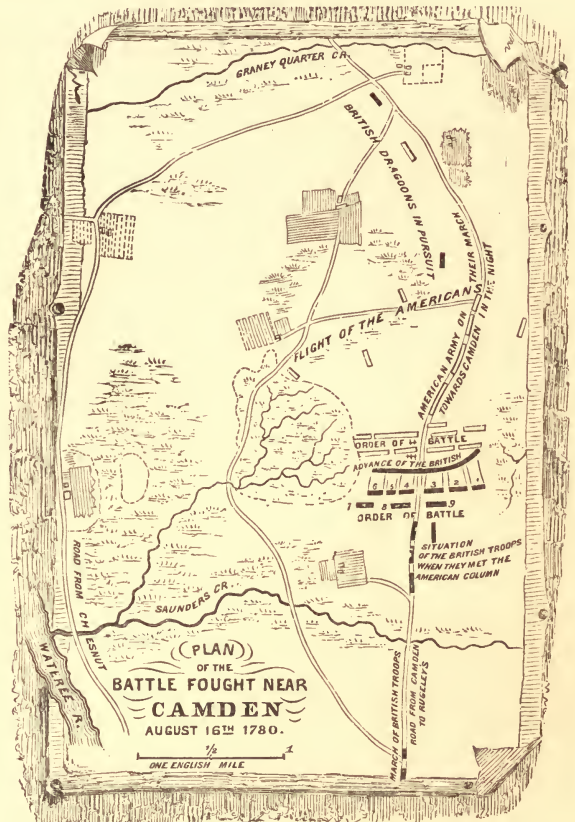 GRANEY QUARTER CR.
BRITISH DRAGOONS IN PURSUIT
FLIGHT OF THE AMERICANS
AMERICAN ARMY ON THEIR MARCH
TOWARDS CAMDEN IN THE NIGHT
ORDER OF BATTLE
ADVANCE OF THE BRITISH
6 5 4 3 2 1
7 8 9
ORDER OF BATTLE
SITUATION
OF THE BRITISH TROOPS
WHEN THEY MET THE
AMERICAN COLUMN
ROAD FROM CHESNUT
SAUNDERS CR.
WATEREE R.
MARCH OF BRITISH TROOPS
ROAD FROM CAMDEN
TO RUGELEY'S
(PLAN)
OF THE
BATTLE FOUGHT NEAR
CAMDEN
AUGUST 16TH 1780.
1/2 1
ONE ENGLISH MILE